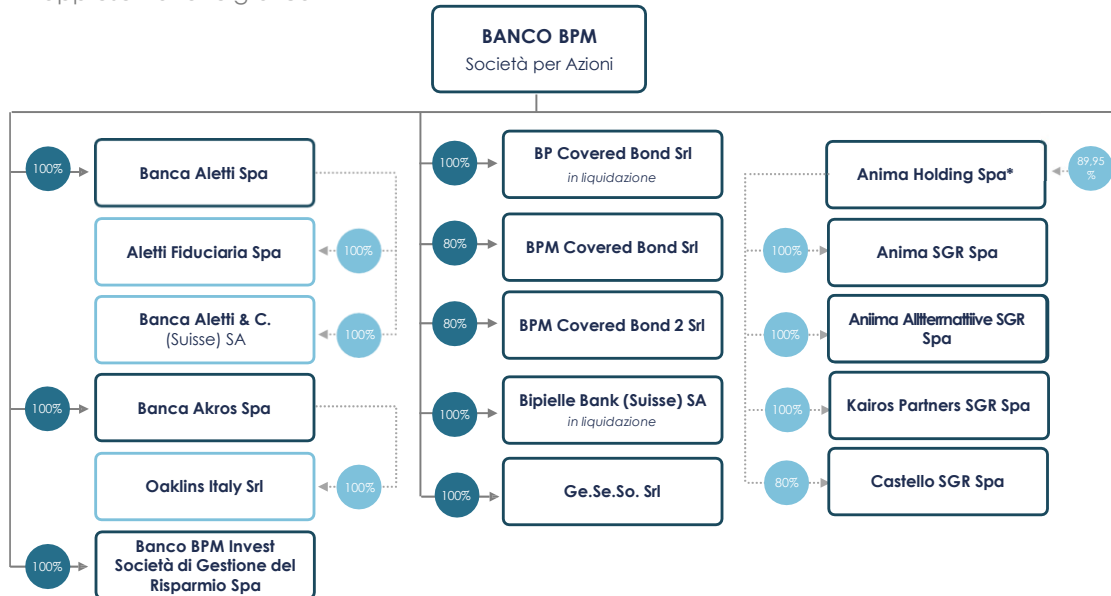 BANCO BPM
Società per Azioni
100%
Banca Aletti Spa
Aletti Fiduciaria Spa
100%
Banca Aletti & C.
(Suisse) SA
100%
100%
Banca Akros Spa
Oaklins Italy Srl
100%
100%
Banco BPM Invest
Società di Gestione del
Risparmio Spa
100%
BP Covered Bond Srl
in liquidazione
80%
BPM Covered Bond Srl
80%
BPM Covered Bond 2 Srl
100%
Bipielle Bank (Suisse) SA
in liquidazione
100%
Ge.Se.So. Srl
Anima Holding Spa*
89,95
%
100%
Anima SGR Spa
100%
Aniima Allltternattiive SGR
Spa
100%
Kairos Partners SGR Spa
80%
Castello SGR Spa